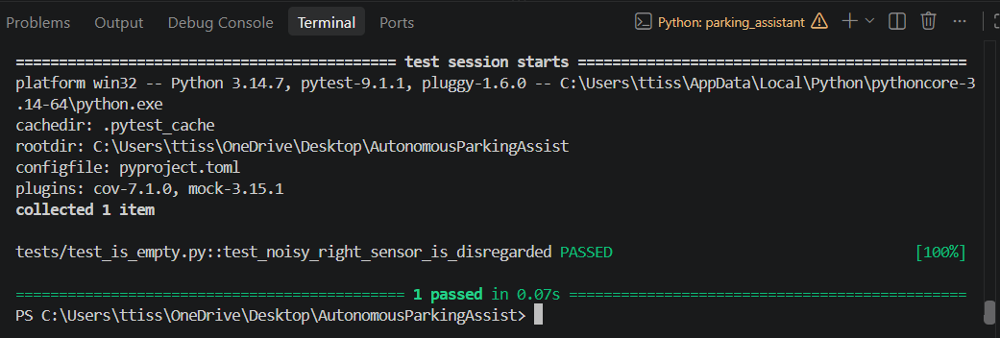 Problems Output Debug Console Terminal Ports Python: parking_assistant
============================================ test session starts =============================================
platform win32 -- Python 3.14.7, pytest-9.1.1, pluggy-1.6.0 -- C:\Users\ttiss\AppData\Local\Python\pythoncore-3
.14-64\python.exe
cachedir: .pytest_cache
rootdir: C:\Users\ttiss\OneDrive\Desktop\AutonomousParkingAssist
configfile: pyproject.toml
plugins: cov-7.1.0, mock-3.15.1
collected 1 item
tests/test_is_empty.py::test_noisy_right_sensor_is_disregarded PASSED [100%]
============================================= 1 passed in 0.07s ==============================================
PS C:\Users\ttiss\OneDrive\Desktop\AutonomousParkingAssist>